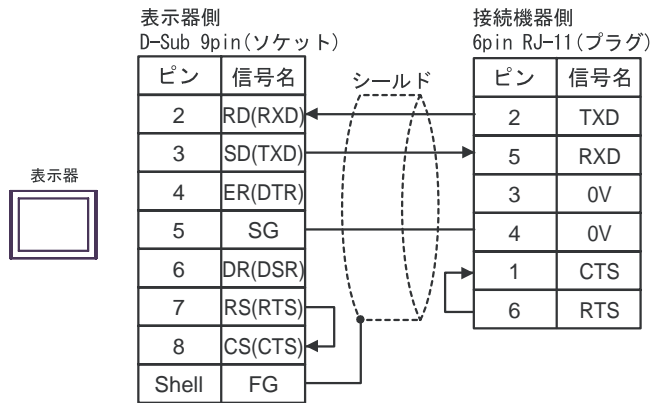 表示器側
D-Sub 9pin(ソケット)
ピン 信号名
2 RD(RXD)
3 SD(TXD)
4 ER(DTR)
5 SG
6 DR(DSR)
7 RS(RTS)
8 CS(CTS)
Shell FG
シールド
接続機器側
6pin RJ-11(プラグ)
ピン 信号名
2 TXD
5 RXD
3 0V
4 0V
1 CTS
6 RTS
表示器